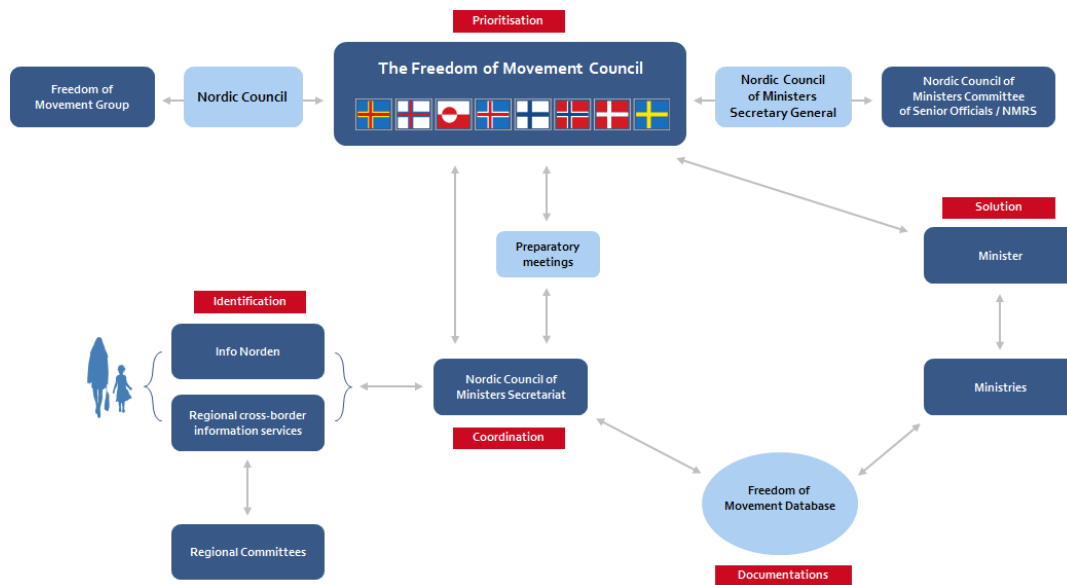 Prioritisation
The Freedom of Movement Council
Freedom of
Movement Group
Nordic Council
Nordic Council
of Ministers
Secretary General
Nordic Council of
Ministers Committee
of Senior Officials / NMRS
Solution
Minister
Preparatory
meetings
Identification
Info Norden
Regional cross-border
information services
Nordic Council of
Ministers Secretariat
Ministries
Coordination
Freedom of
Movement Database
Regional Committees
Documentations